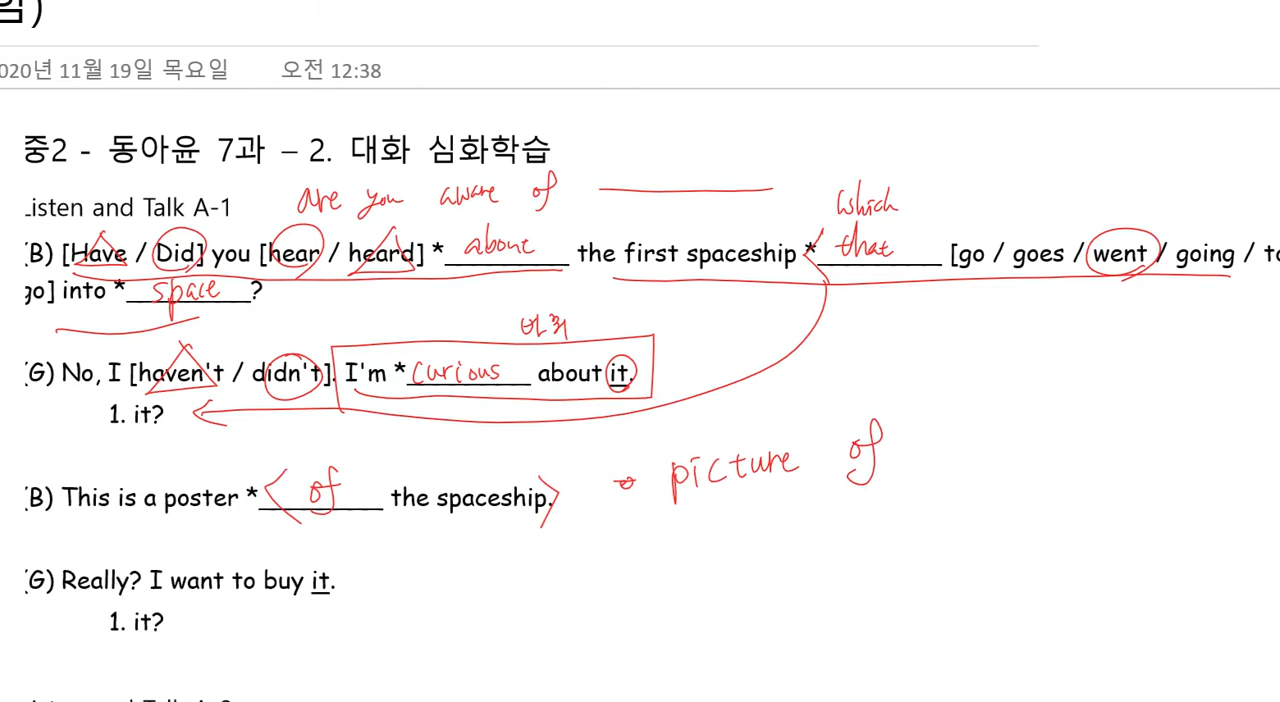 020년 11월 19일 목요일 오전 12:38
중2 - 동아윤 7과 – 2. 대화 심화학습
Listen and Talk A-1
are you aware of
which
(B) [Have / Did] you [hear / heard] * about the first spaceship * that [go / goes / went / going / to
go] into * space ?
(G) No, I [haven't / didn't]. I'm * curious about it.
1. it?
(B) This is a poster * of the spaceship.
picture of
(G) Really? I want to buy it.
1. it?